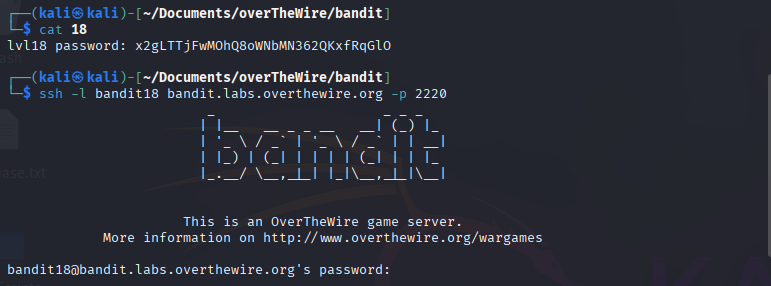 (kali㉿kali)-[~/Documents/overTheWire/bandit]
$ cat 18
lvl18 password: x2gLTTjFwMOhQ8oWNbMN362QKxfRqGlO
(kali㉿kali)-[~/Documents/overTheWire/bandit]
$ ssh -l bandit18 bandit.labs.overthewire.org -p 2220
bandit
This is an OverTheWire game server.
More information on http://www.overthewire.org/wargames
bandit18@bandit.labs.overthewire.org's password: